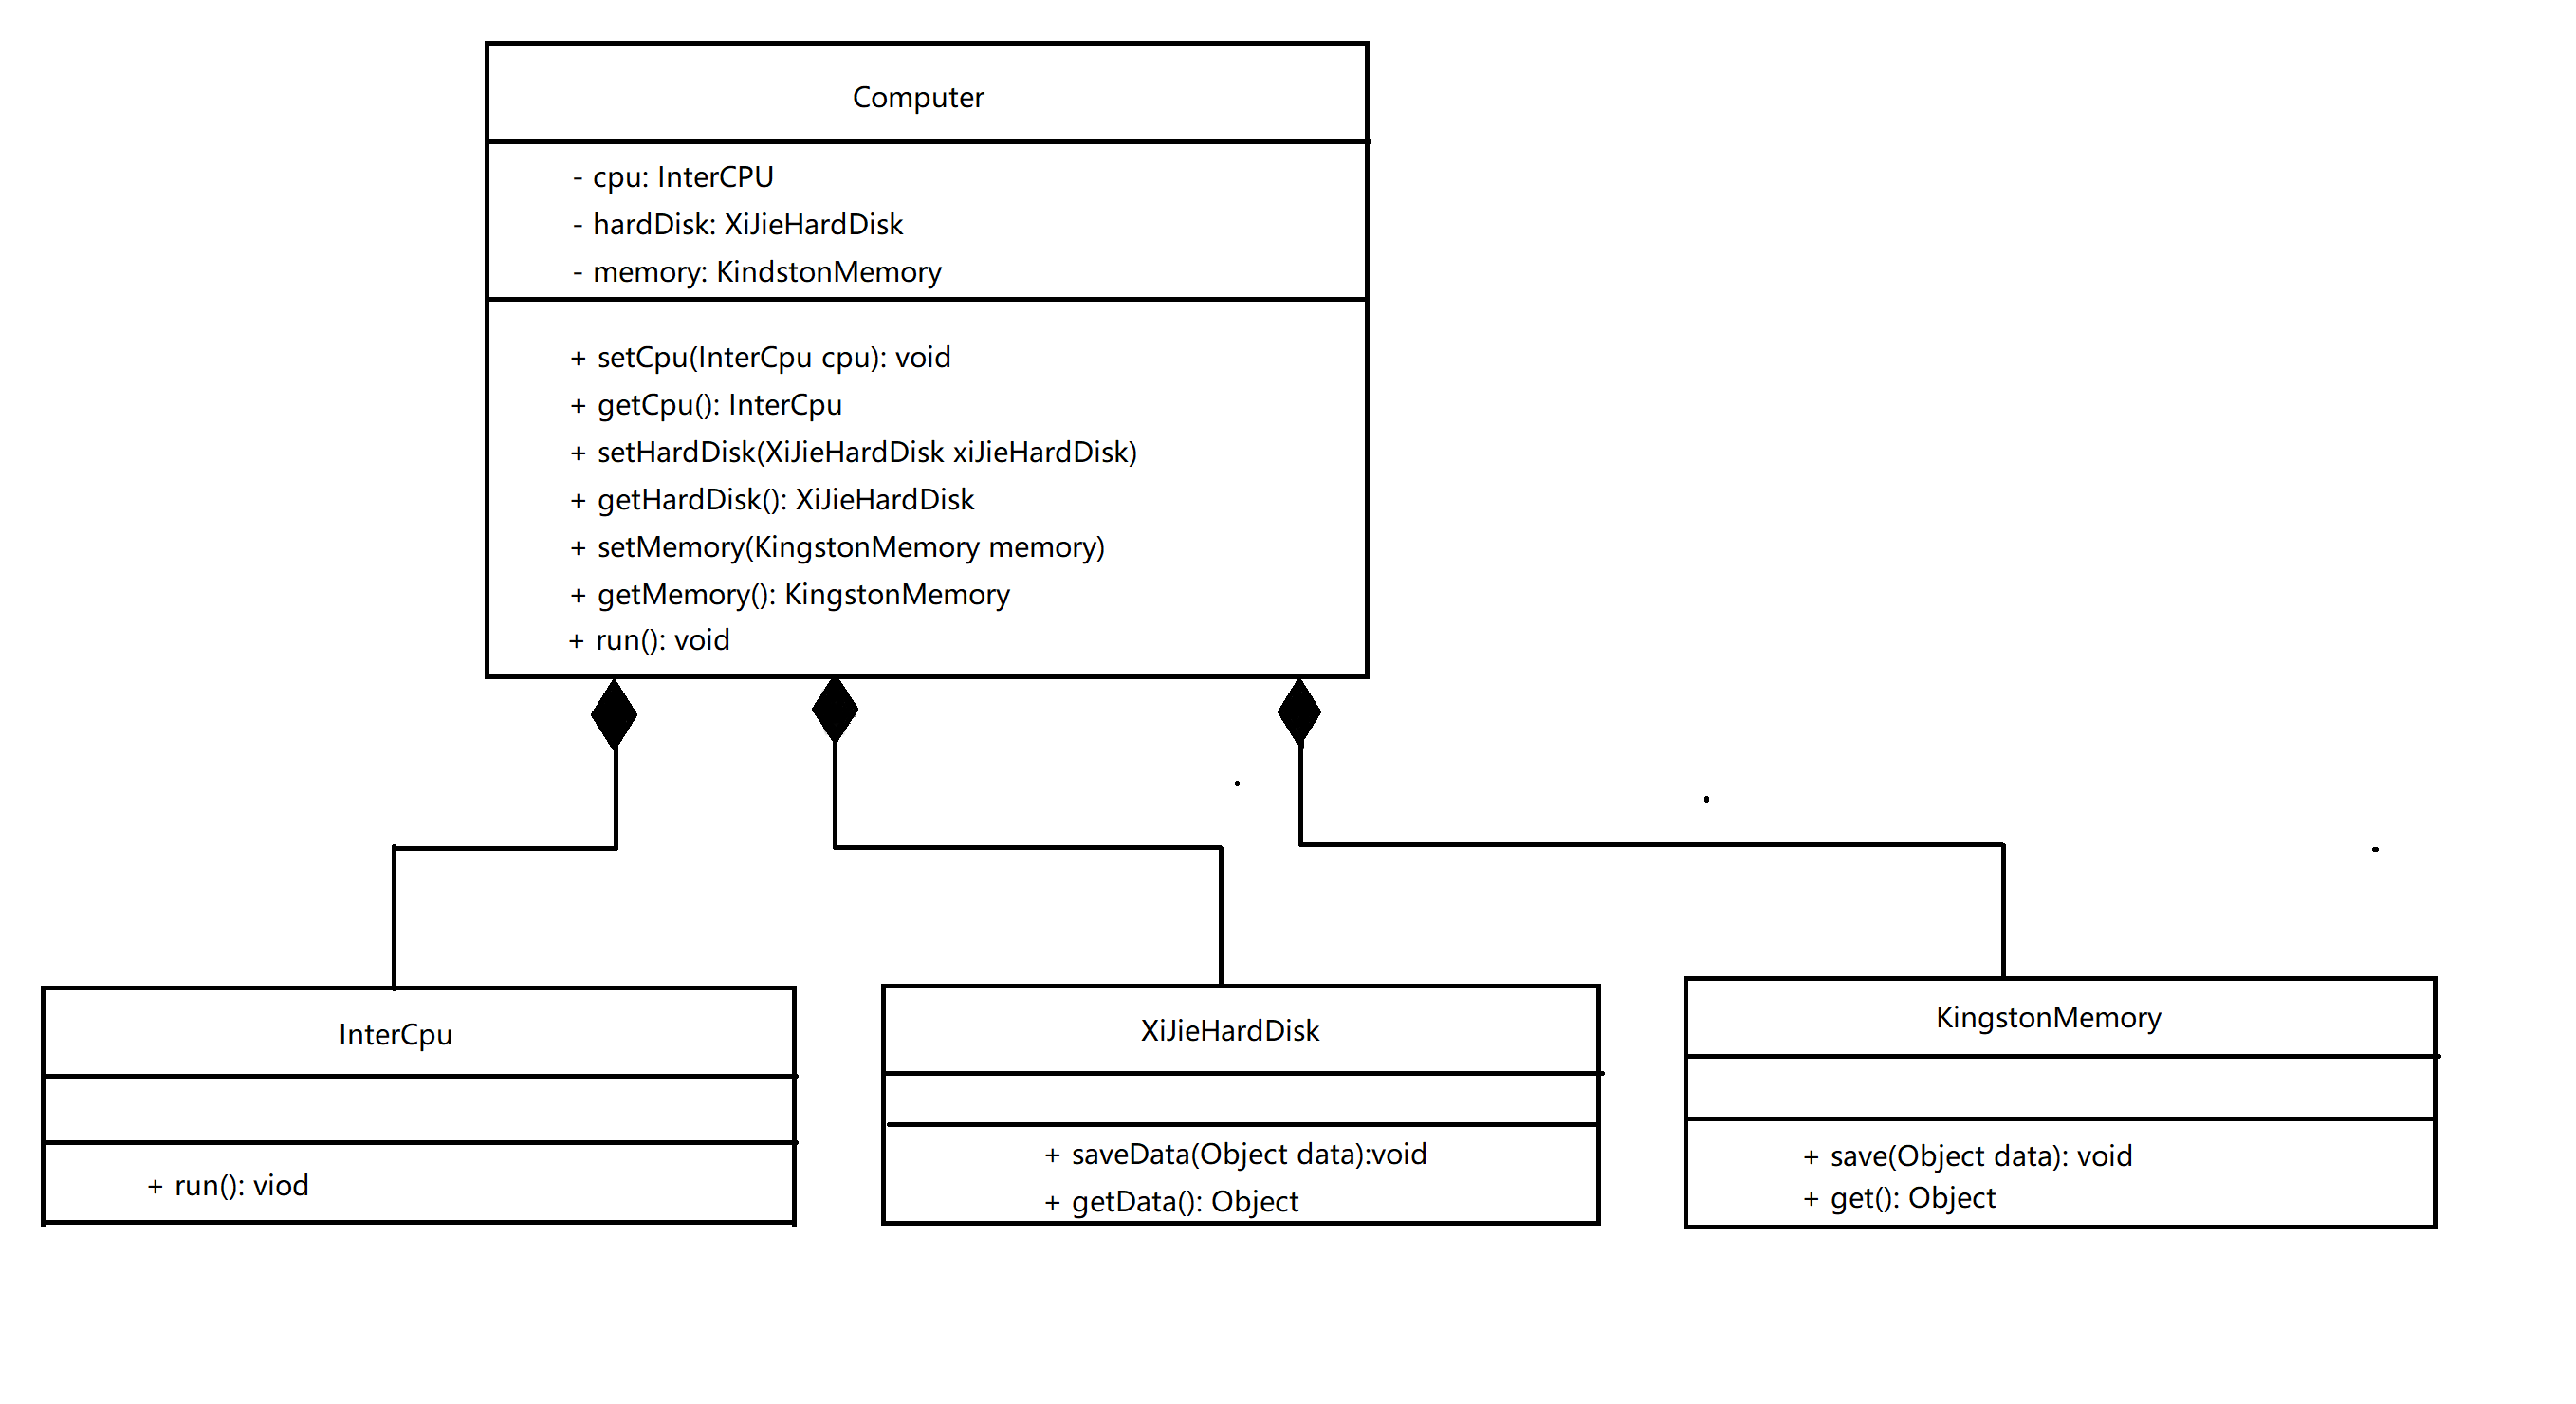 Computer
- cpu: InterCPU
- hardDisk: XiJieHardDisk
- memory: KindstonMemory
+ setCpu(InterCpu cpu): void
+ getCpu(): InterCpu
+ setHardDisk(XiJieHardDisk xiJieHardDisk)
+ getHardDisk(): XiJieHardDisk
+ setMemory(KingstonMemory memory)
+ getMemory(): KingstonMemory
+ run(): void
InterCpu
+ run(): viod
XiJieHardDisk
+ saveData(Object data):void
+ getData(): Object
KingstonMemory
+ save(Object data): void
+ get(): Object